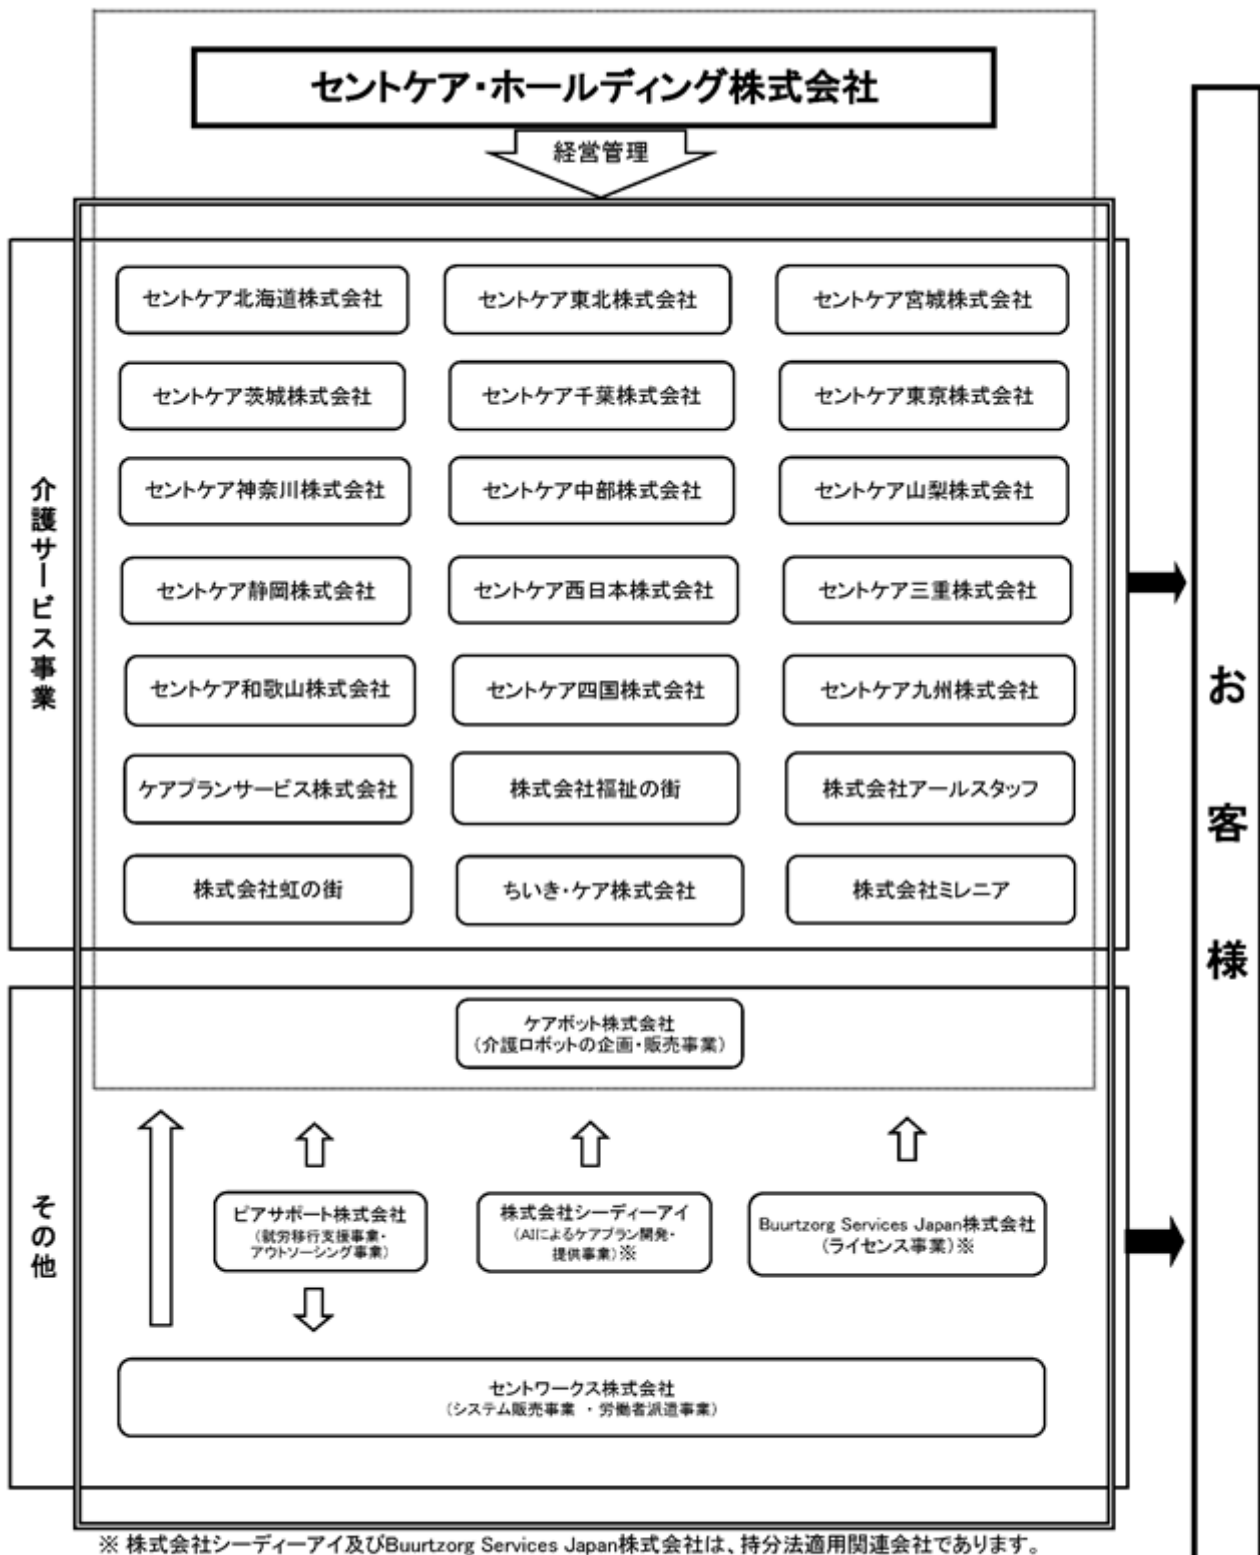 セントケア・ホールディング株式会社
経営管理
介護サービス事業
セントケア北海道株式会社
セントケア東北株式会社
セントケア宮城株式会社
セントケア茨城株式会社
セントケア千葉株式会社
セントケア東京株式会社
セントケア神奈川株式会社
セントケア中部株式会社
セントケア山梨株式会社
セントケア静岡株式会社
セントケア西日本株式会社
セントケア三重株式会社
セントケア和歌山株式会社
セントケア四国株式会社
セントケア九州株式会社
ケアプランサービス株式会社
株式会社福祉の街
株式会社アールスタッフ
株式会社虹の街
ちいき・ケア株式会社
株式会社ミレニア
お客様
その他
ケアボット株式会社
(介護ロボットの企画・販売事業)
ピアサポート株式会社
(就労移行支援事業・
アウトソーシング事業)
株式会社シーディーアイ
(AIによるケアプラン開発・
提供事業)※
Buurtzorg Services Japan株式会社
(ライセンス事業)※
セントワークス株式会社
(システム販売事業 ・労働者派遣事業)
※ 株式会社シーディーアイ及びBuurtzorg Services Japan株式会社は、持分法適用関連会社であります。